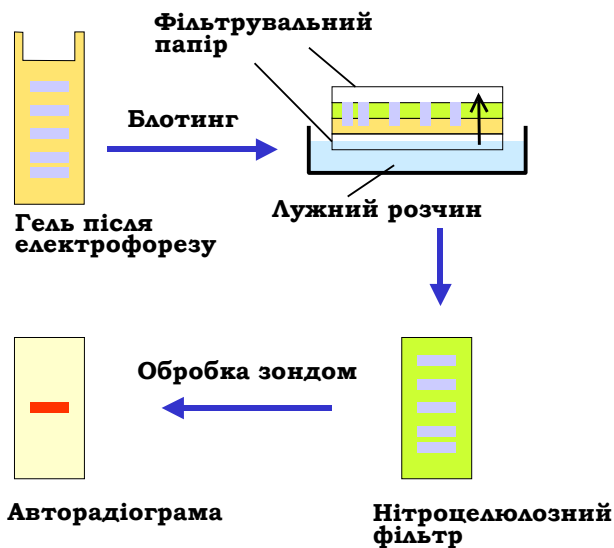 Фільтрувальний
папір
Блотинг
Лужний розчин
Гель після
електрофорезу
Обробка зондом
Авторадіограма
Нітроцелюлозний
фільтр